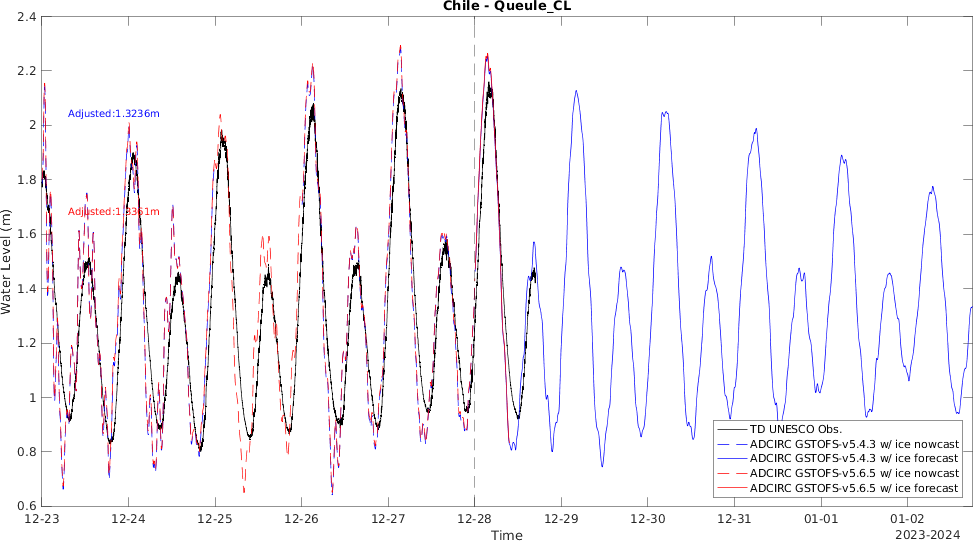 Chile - Queule_CL
2.4
2.2
2
1.8
1.6
1.4
1.2
1
0.8
0.6
Water Level (m)
Adjusted:1.3236m
Adjusted:1.3361m
12-23
12-24
12-25
12-26
12-27
12-28
12-29
12-30
12-31
01-01
01-02
Time
2023-2024
TD UNESCO Obs.
ADCIRC GSTOFS-v5.4.3 w/ ice nowcast
ADCIRC GSTOFS-v5.4.3 w/ ice forecast
ADCIRC GSTOFS-v5.6.5 w/ ice nowcast
ADCIRC GSTOFS-v5.6.5 w/ ice forecast